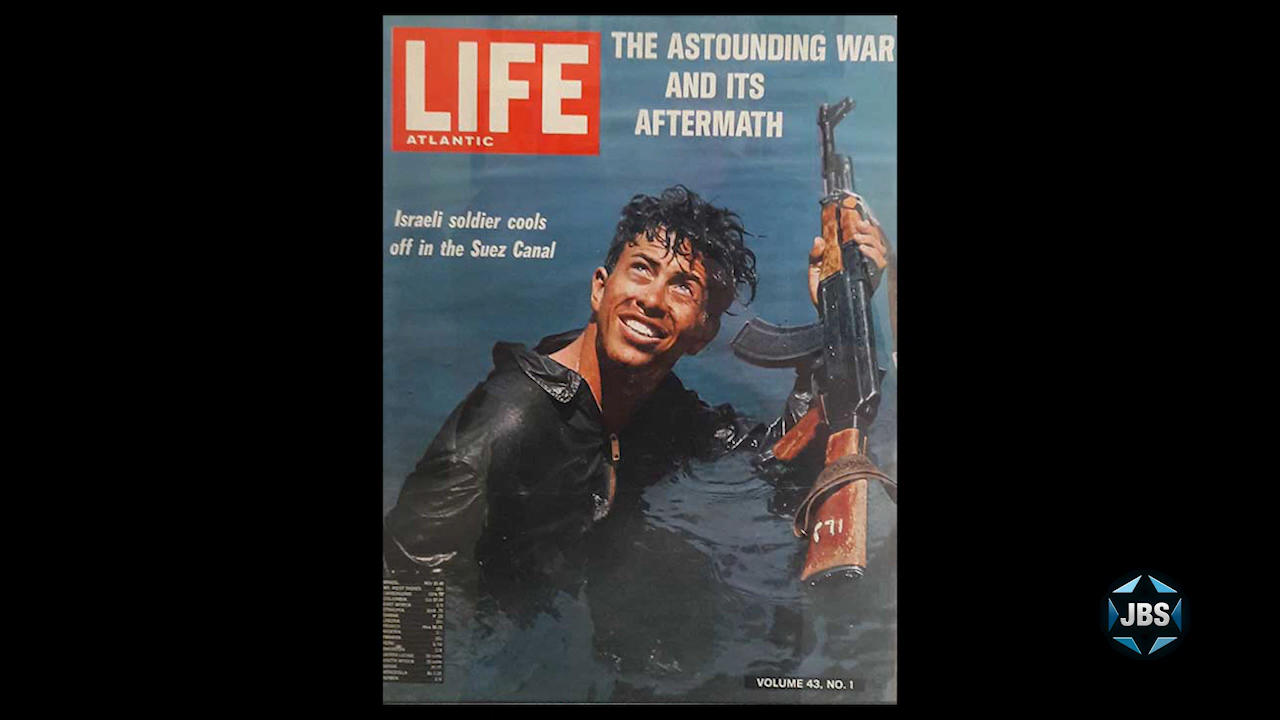 LIFE
ATLANTIC
THE ASTOUNDING WAR
AND ITS
AFTERMATH
Israeli soldier cools
off in the Suez Canal
871
VOLUME 43, NO. 1
JBS